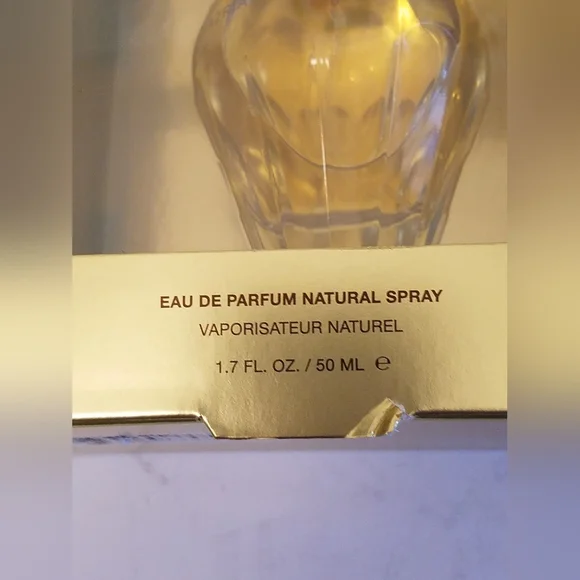 EAU DE PARFUM NATURAL SPRAY
VAPORISATEUR NATUREL
1.7 FL. OZ. / 50 ML ℮